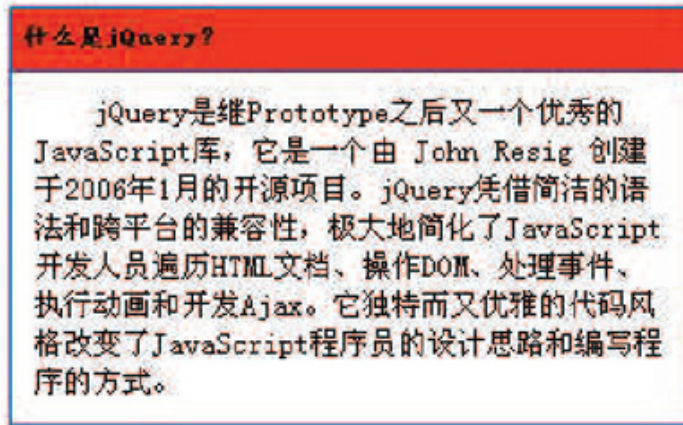 什么是jQuery?
jQuery是继Prototype之后又一个优秀的
JavaScript库，它是一个由 John Resig 创建
于2006年1月的开源项目。jQuery凭借简洁的语
法和跨平台的兼容性，极大地简化了JavaScript
开发人员遍历HTML文档、操作DOM、处理事件、
执行动画和开发Ajax。它独特而又优雅的代码风
格改变了JavaScript程序员的设计思路和编写程
序的方式。